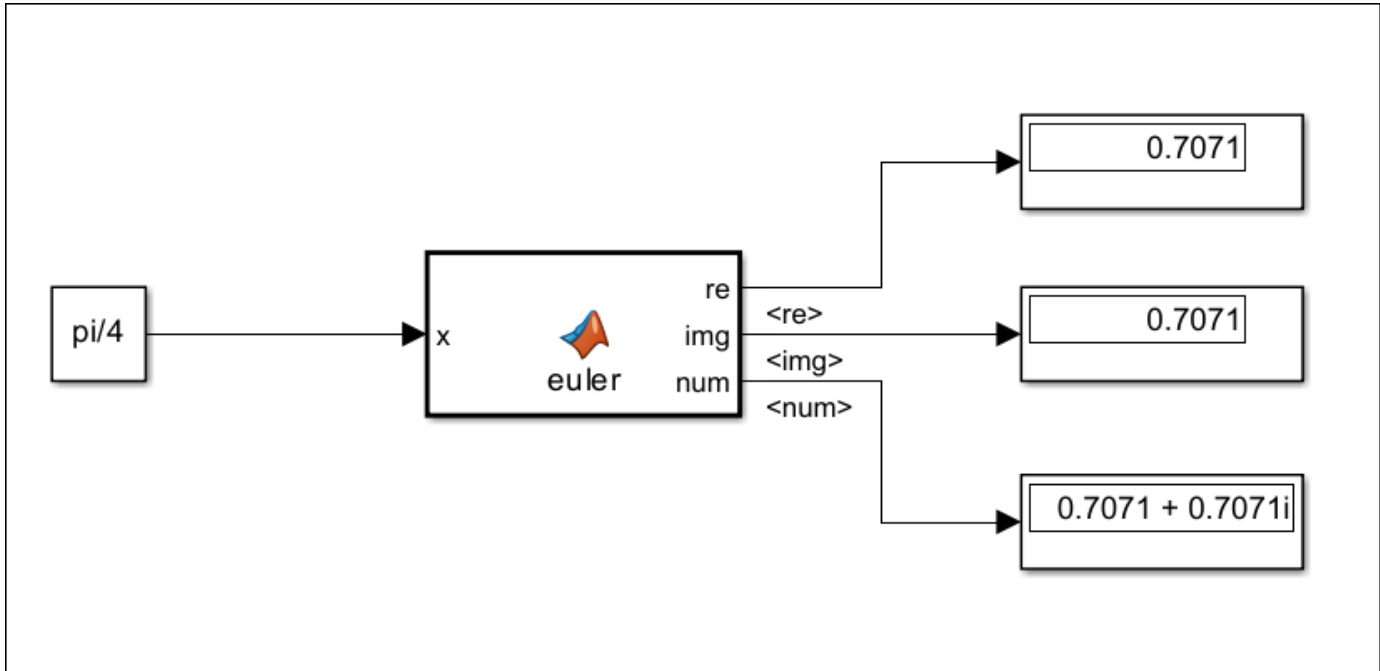 0.7071
re
<re>
pi/4
x
img
0.7071
<img>
euler
num
<num>
0.7071 + 0.7071i